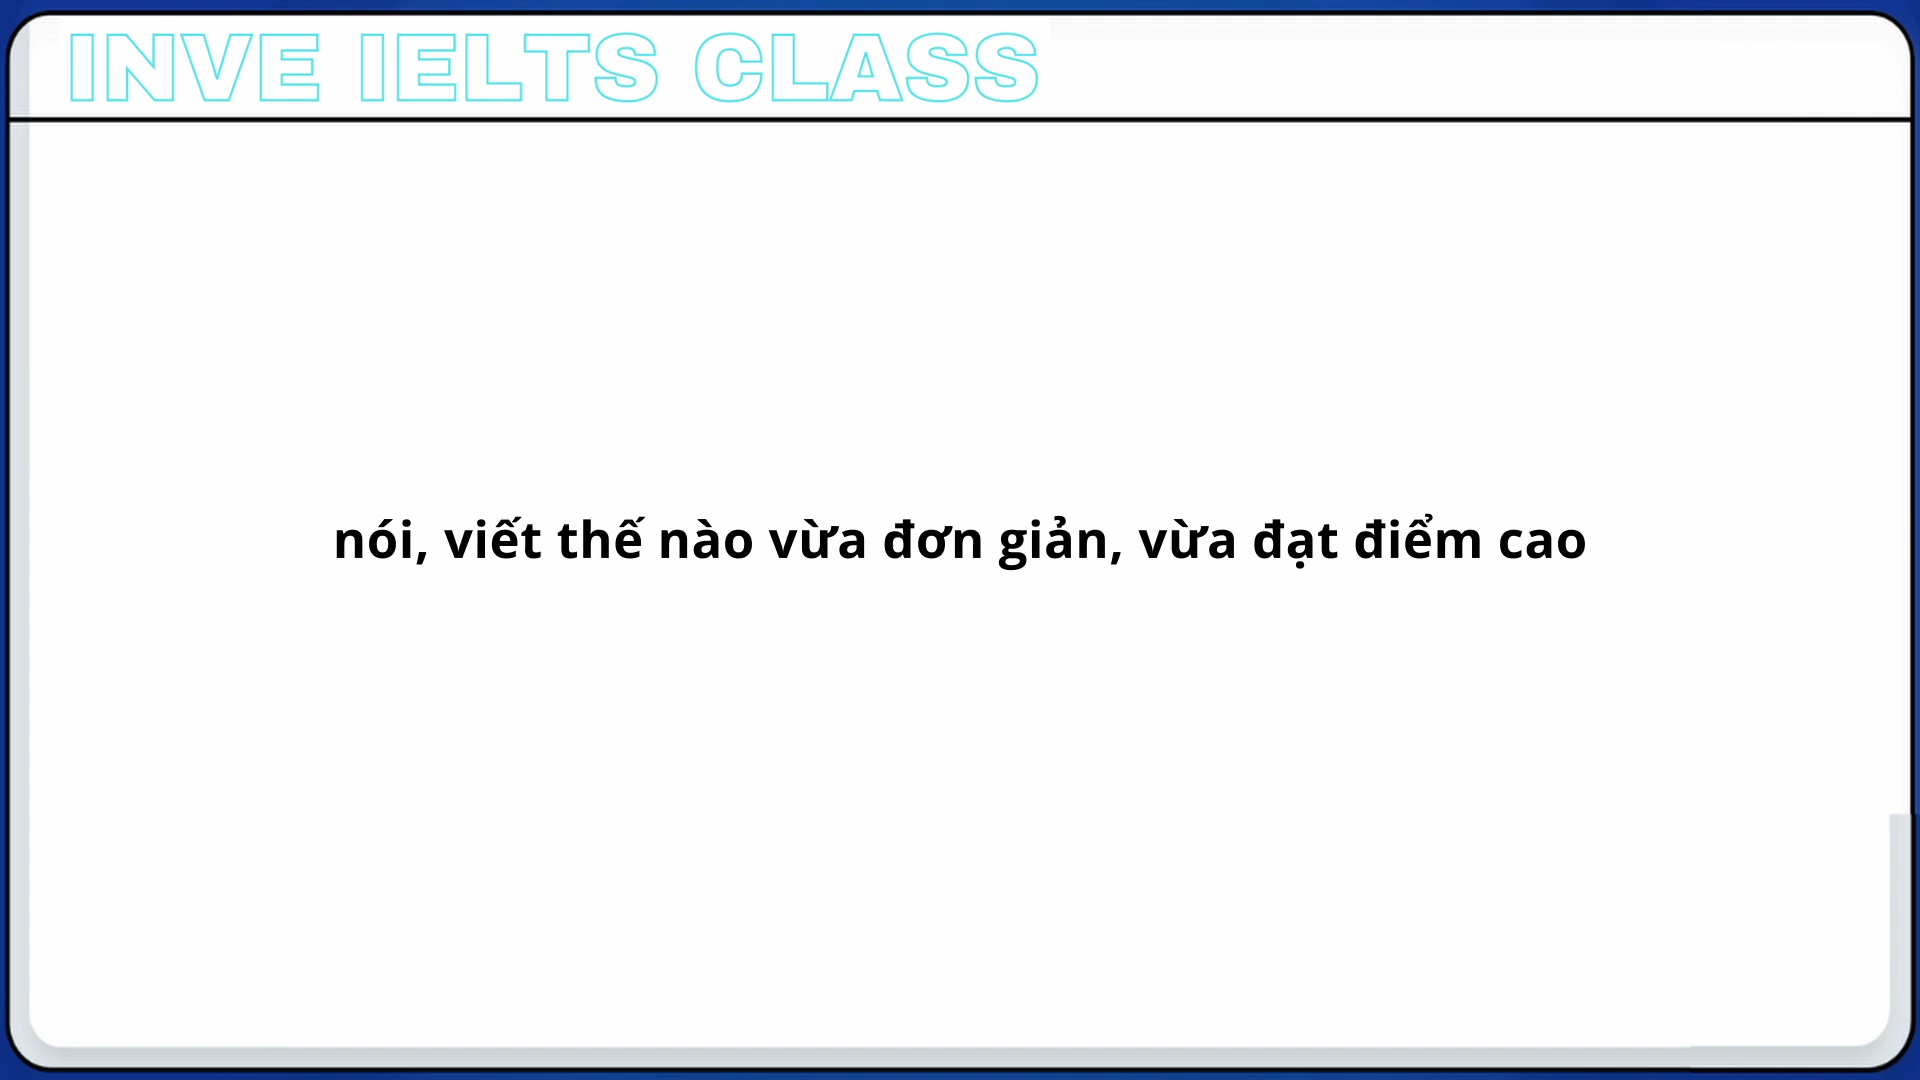 INVE IELTS CLASS
nói, viết thế nào vừa đơn giản, vừa đạt điểm cao